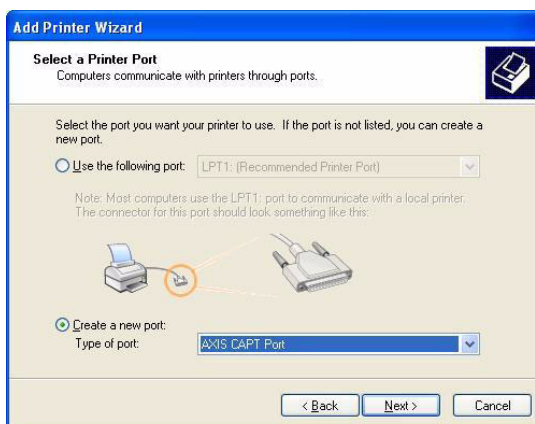 Add Printer Wizard
Select a Printer Port
Computers communicate with printers through ports.
Select the port you want your printer to use. If the port is not listed, you can create a
new port.
Use the following port: LPT1: (Recommended Printer Port)
Note: Most computers use the LPT1: port to communicate with a local printer.
The connector for this port should look something like this:
Create a new port:
Type of port: AXIS CAPT Port
< Back Next > Cancel